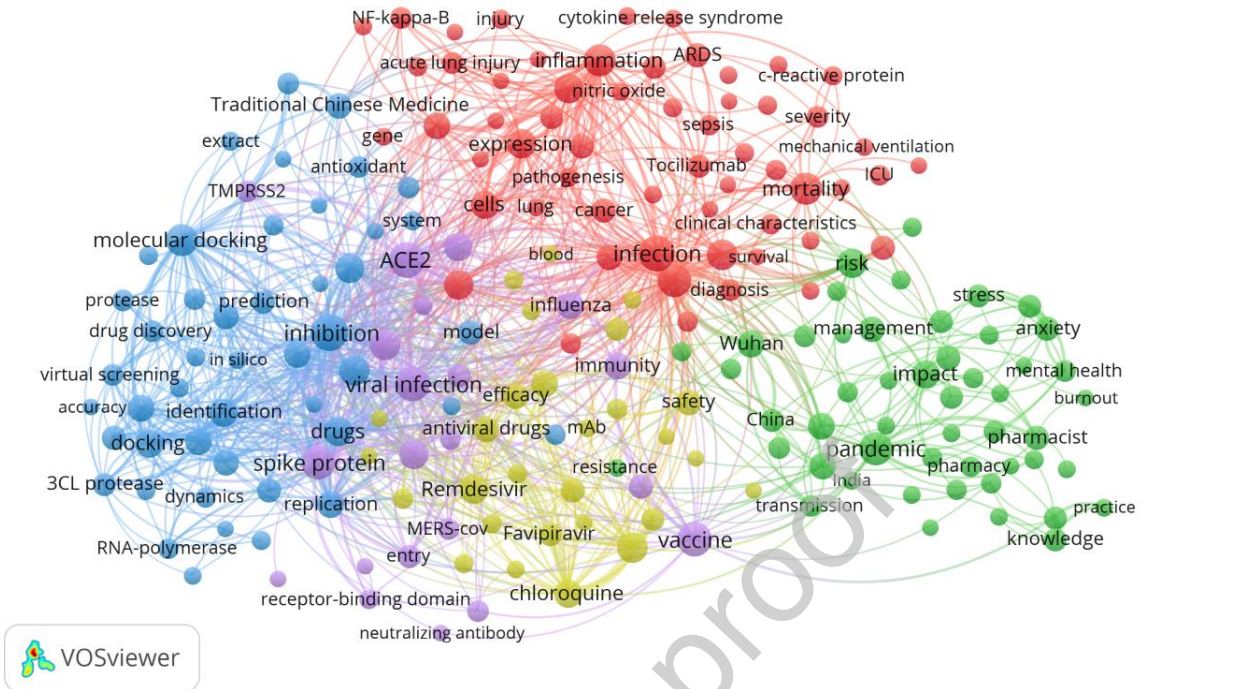 NF-kappa-B
injury
cytokine release syndrome
acute lung injury
inflammation
ARDS
c-reactive protein
nitric oxide
Traditional Chinese Medicine
severity
sepsis
gene
extract
expression
mechanical ventilation
antioxidant
Tocilizumab
pathogenesis
ICU
TMPRSS2
mortality
cells
lung
cancer
system
clinical characteristics
molecular docking
ACE2
blood
infection
survival
risk
diagnosis
stress
protease
prediction
influenza
drug discovery
inhibition
model
management
anxiety
Wuhan
in silico
immunity
virtual screening
viral infection
impact
mental health
efficacy
burnout
accuracy
identification
safety
China
docking
drugs
antiviral drugs
mAb
pharmacist
pandemic
spike protein
resistance
pharmacy
3CL protease
India
dynamics
Remdesivir
replication
transmission
practice
MERS-cov
Favipiravir
vaccine
knowledge
RNA-polymerase
entry
chloroquine
receptor-binding domain
neutralizing antibody
VOSviewer
proof